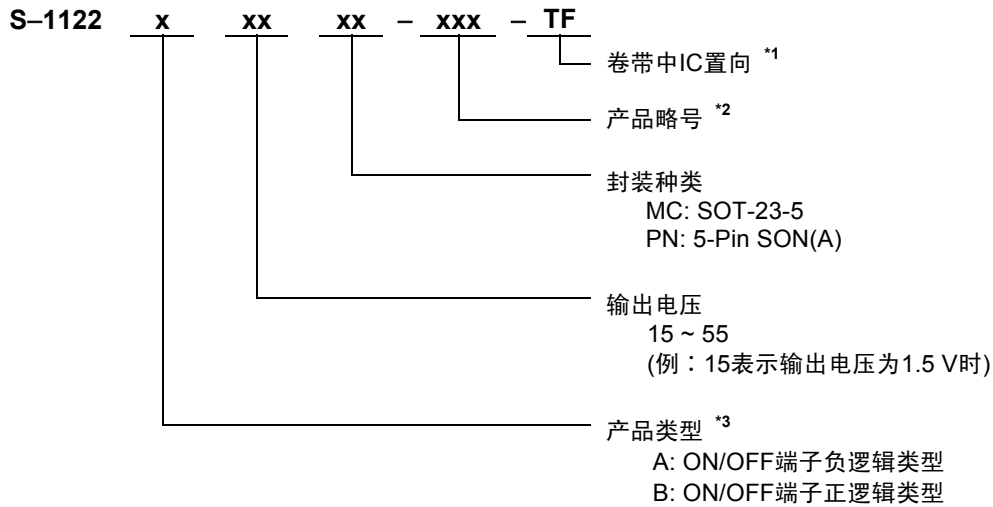 S–1122 x xx xx – xxx – TF
卷带中IC置向 *1
产品略号 *2
封装种类
MC: SOT-23-5
PN: 5-Pin SON(A)
输出电压
15 ~ 55
(例：15表示输出电压为1.5 V时)
产品类型 *3
A: ON/OFF端子负逻辑类型
B: ON/OFF端子正逻辑类型